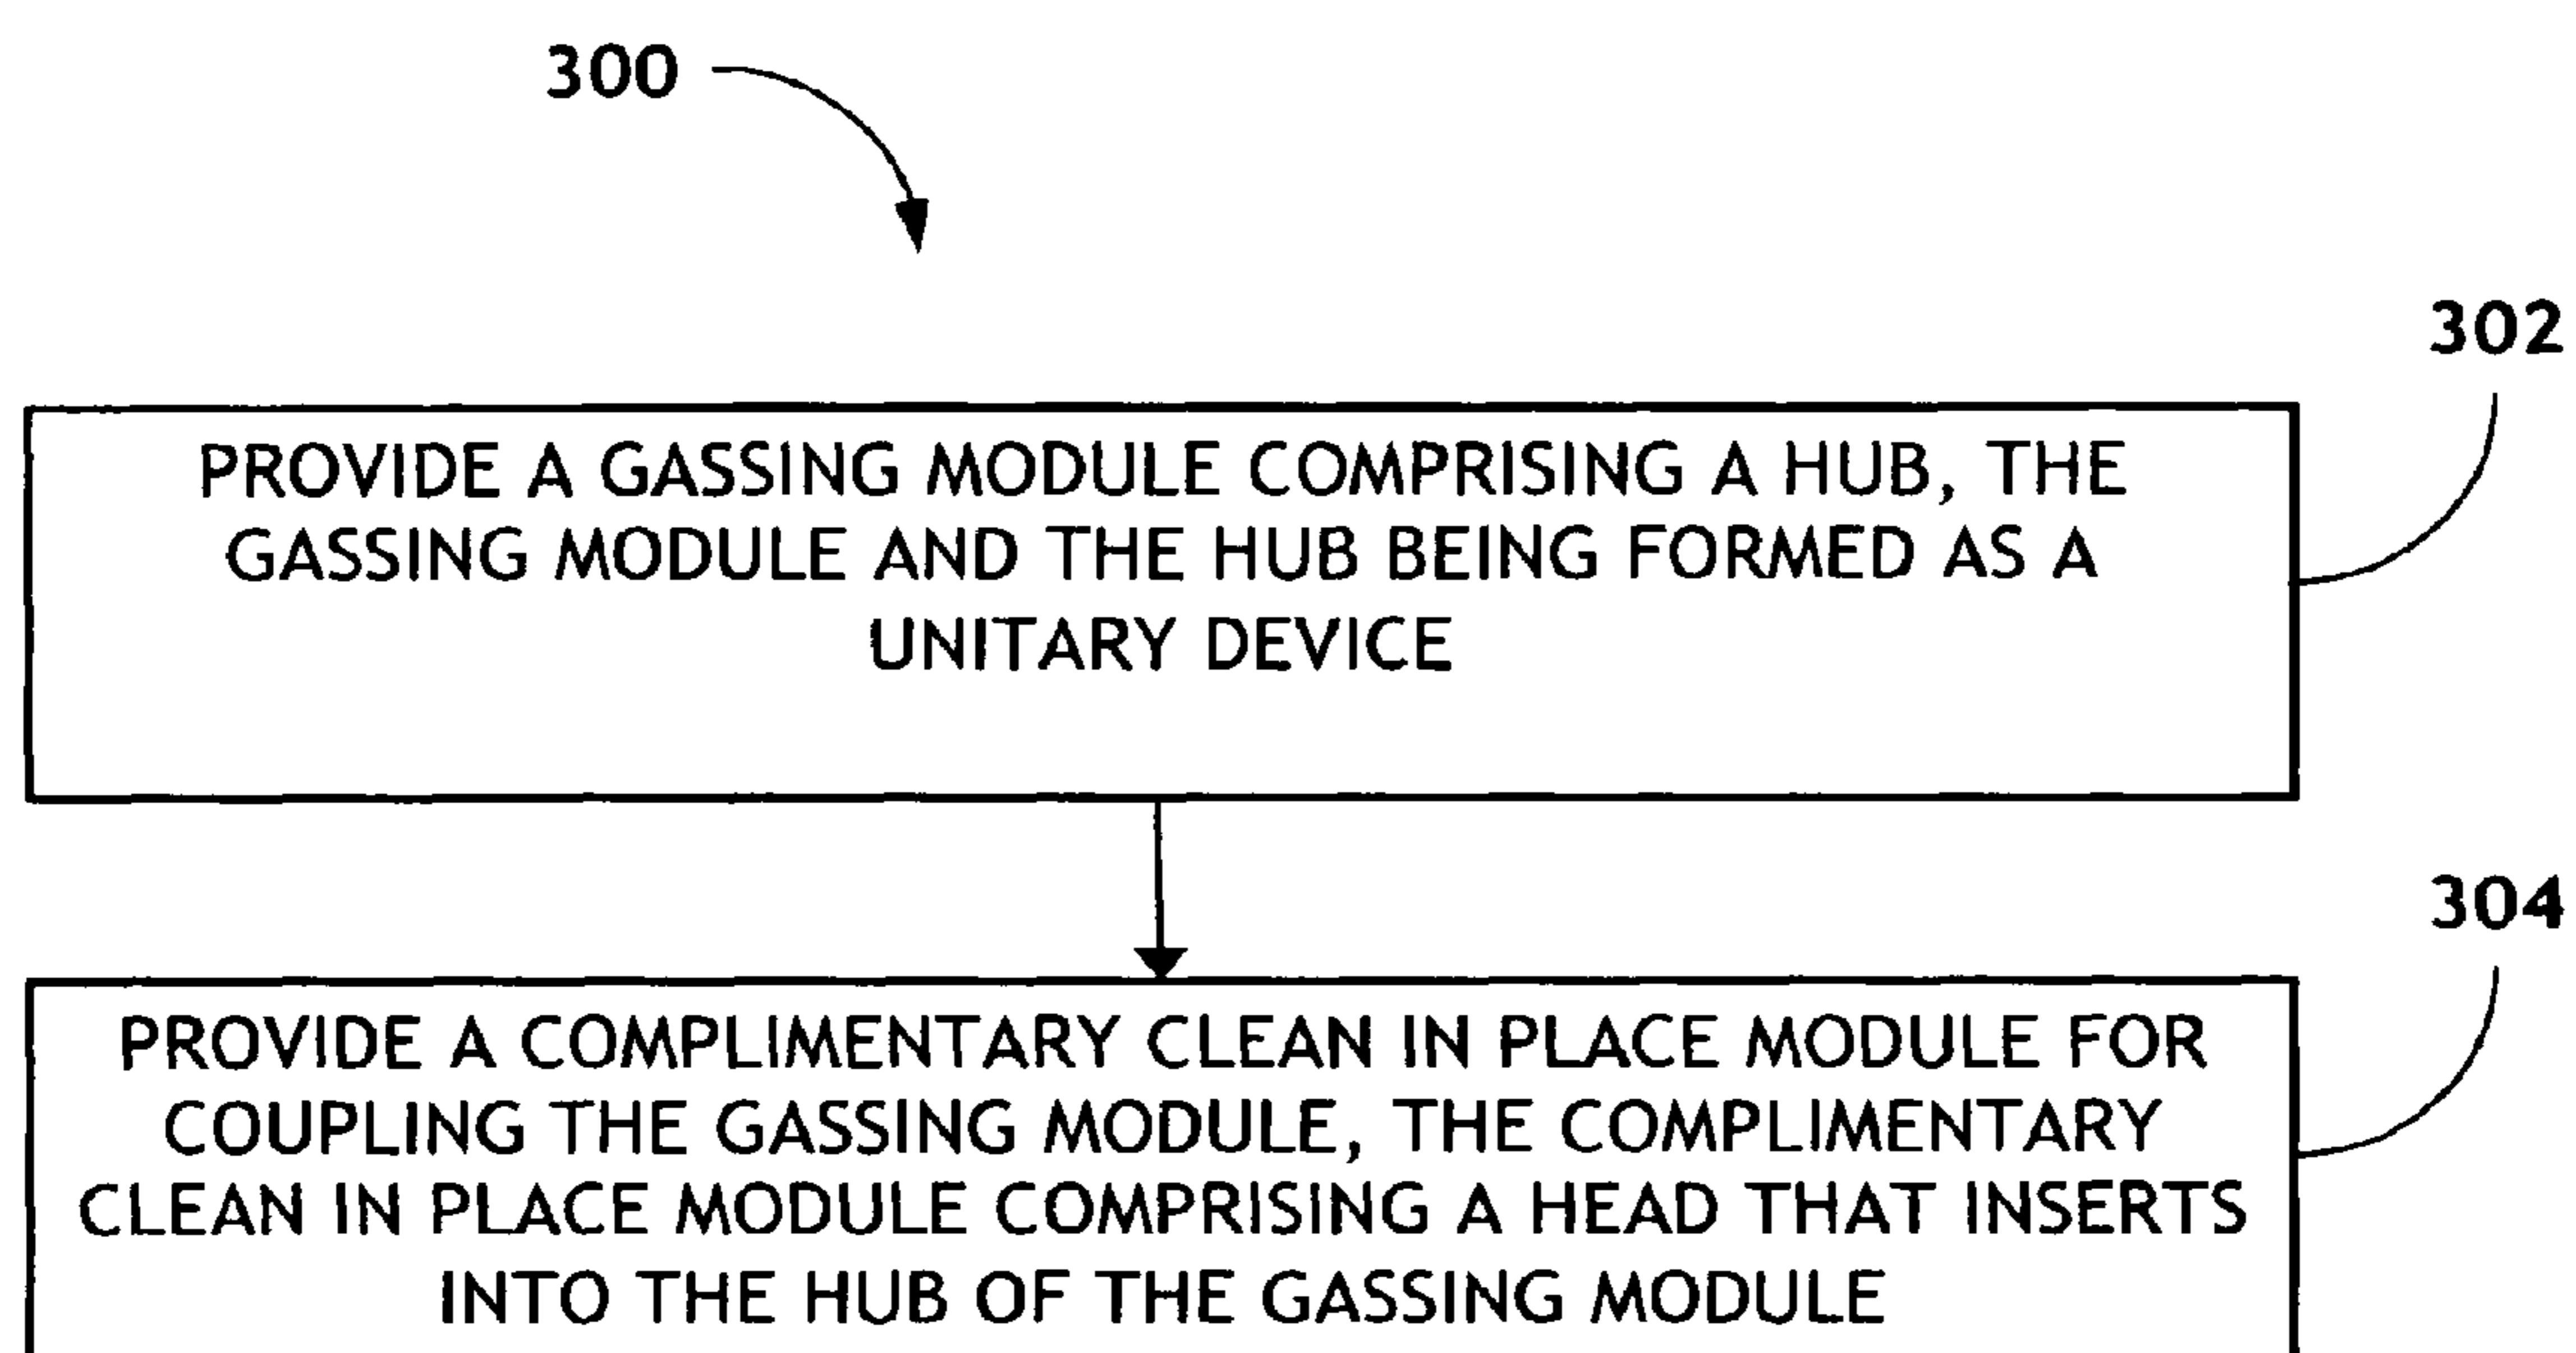 300
302
PROVIDE A GASSING MODULE COMPRISING A HUB, THE
GASSING MODULE AND THE HUB BEING FORMED AS A
UNITARY DEVICE
304
PROVIDE A COMPLIMENTARY CLEAN IN PLACE MODULE FOR
COUPLING THE GASSING MODULE, THE COMPLIMENTARY
CLEAN IN PLACE MODULE COMPRISING A HEAD THAT INSERTS
INTO THE HUB OF THE GASSING MODULE